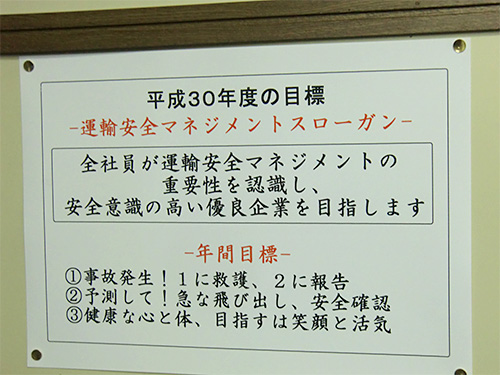 平成30年度の目標
-運輸安全マネジメントスローガン-
全社員が運輸安全マネジメントの
重要性を認識し、
安全意識の高い優良企業を目指します
-年間目標-
①事故発生!1に救護、2に報告
②予測して!急な飛び出し、安全確認
③健康な心と体、目指すは笑顔と活気